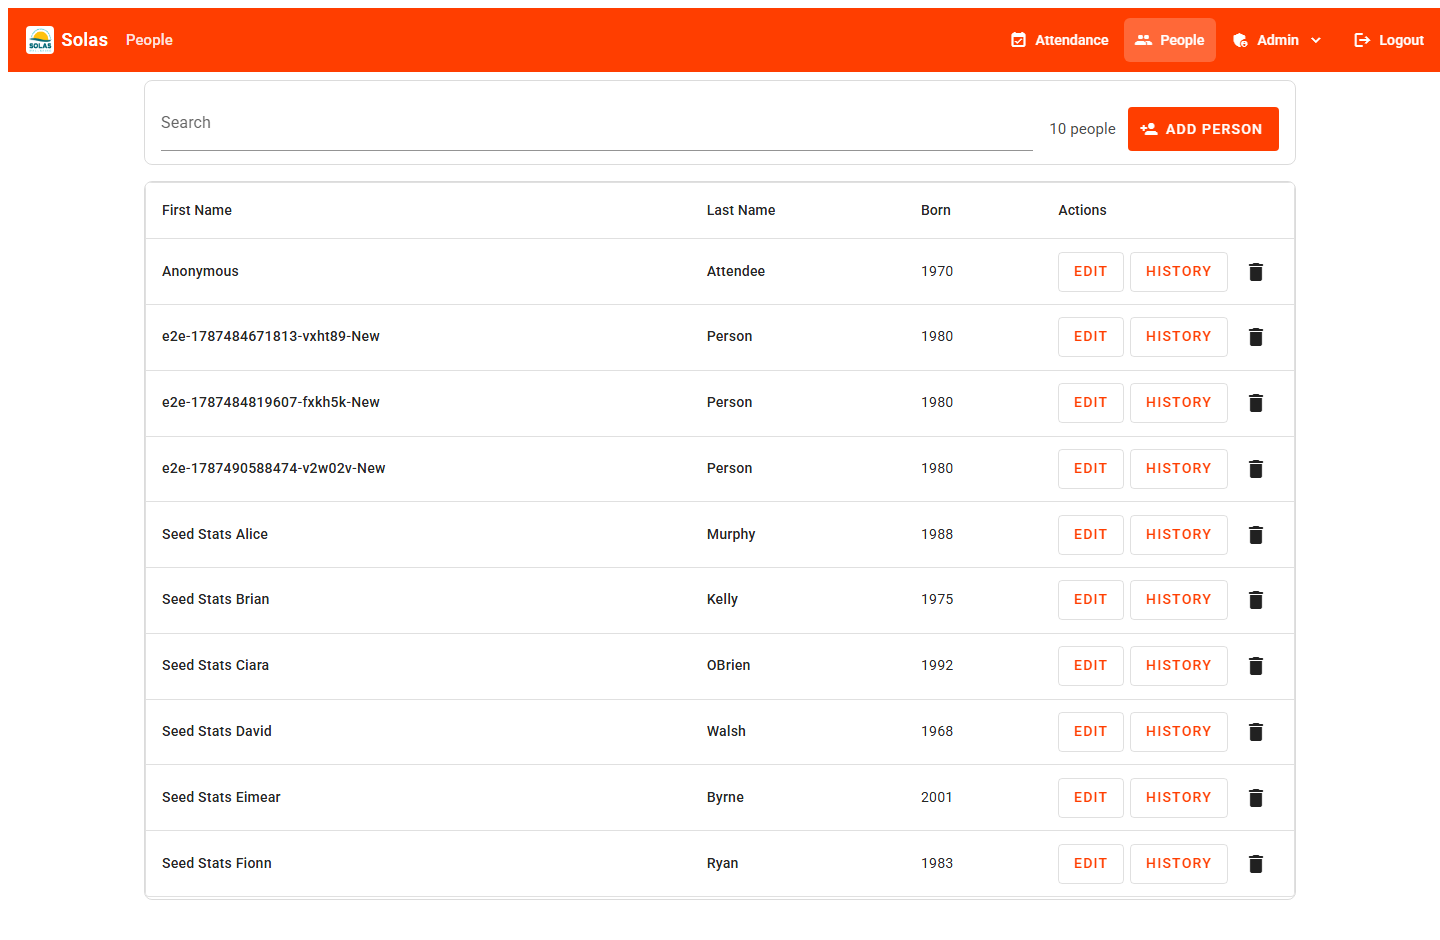 SOLAS
Solas People Attendance People Admin Logout
Search 10 people ADD PERSON
First Name Last Name Born Actions
Anonymous Attendee 1970 EDIT HISTORY
e2e-1787484671813-vxht89-New Person 1980 EDIT HISTORY
e2e-1787484819607-fxkh5k-New Person 1980 EDIT HISTORY
e2e-1787490588474-v2w02v-New Person 1980 EDIT HISTORY
Seed Stats Alice Murphy 1988 EDIT HISTORY
Seed Stats Brian Kelly 1975 EDIT HISTORY
Seed Stats Ciara OBrien 1992 EDIT HISTORY
Seed Stats David Walsh 1968 EDIT HISTORY
Seed Stats Eimear Byrne 2001 EDIT HISTORY
Seed Stats Fionn Ryan 1983 EDIT HISTORY